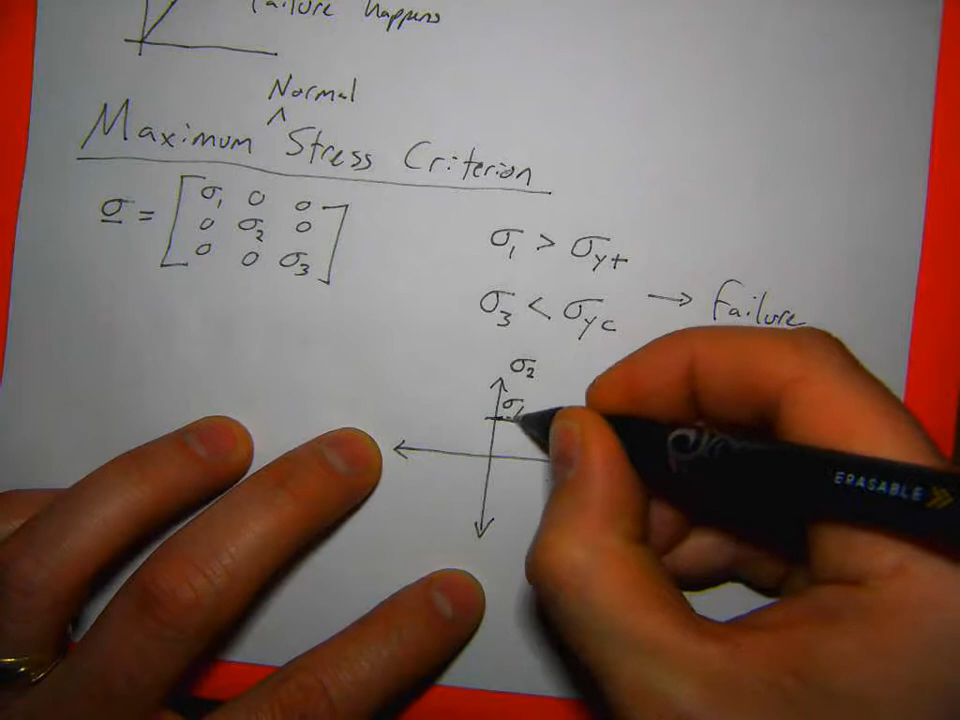 Failure happens
Normal
^
Maximum Stress Criterion
σ = [σ₁ 0 0
0 σ₂ 0
0 0 σ₃]
σ₁ > σyt
σ₃ < σyc → Failure
σ₂
σ
ERASABLE